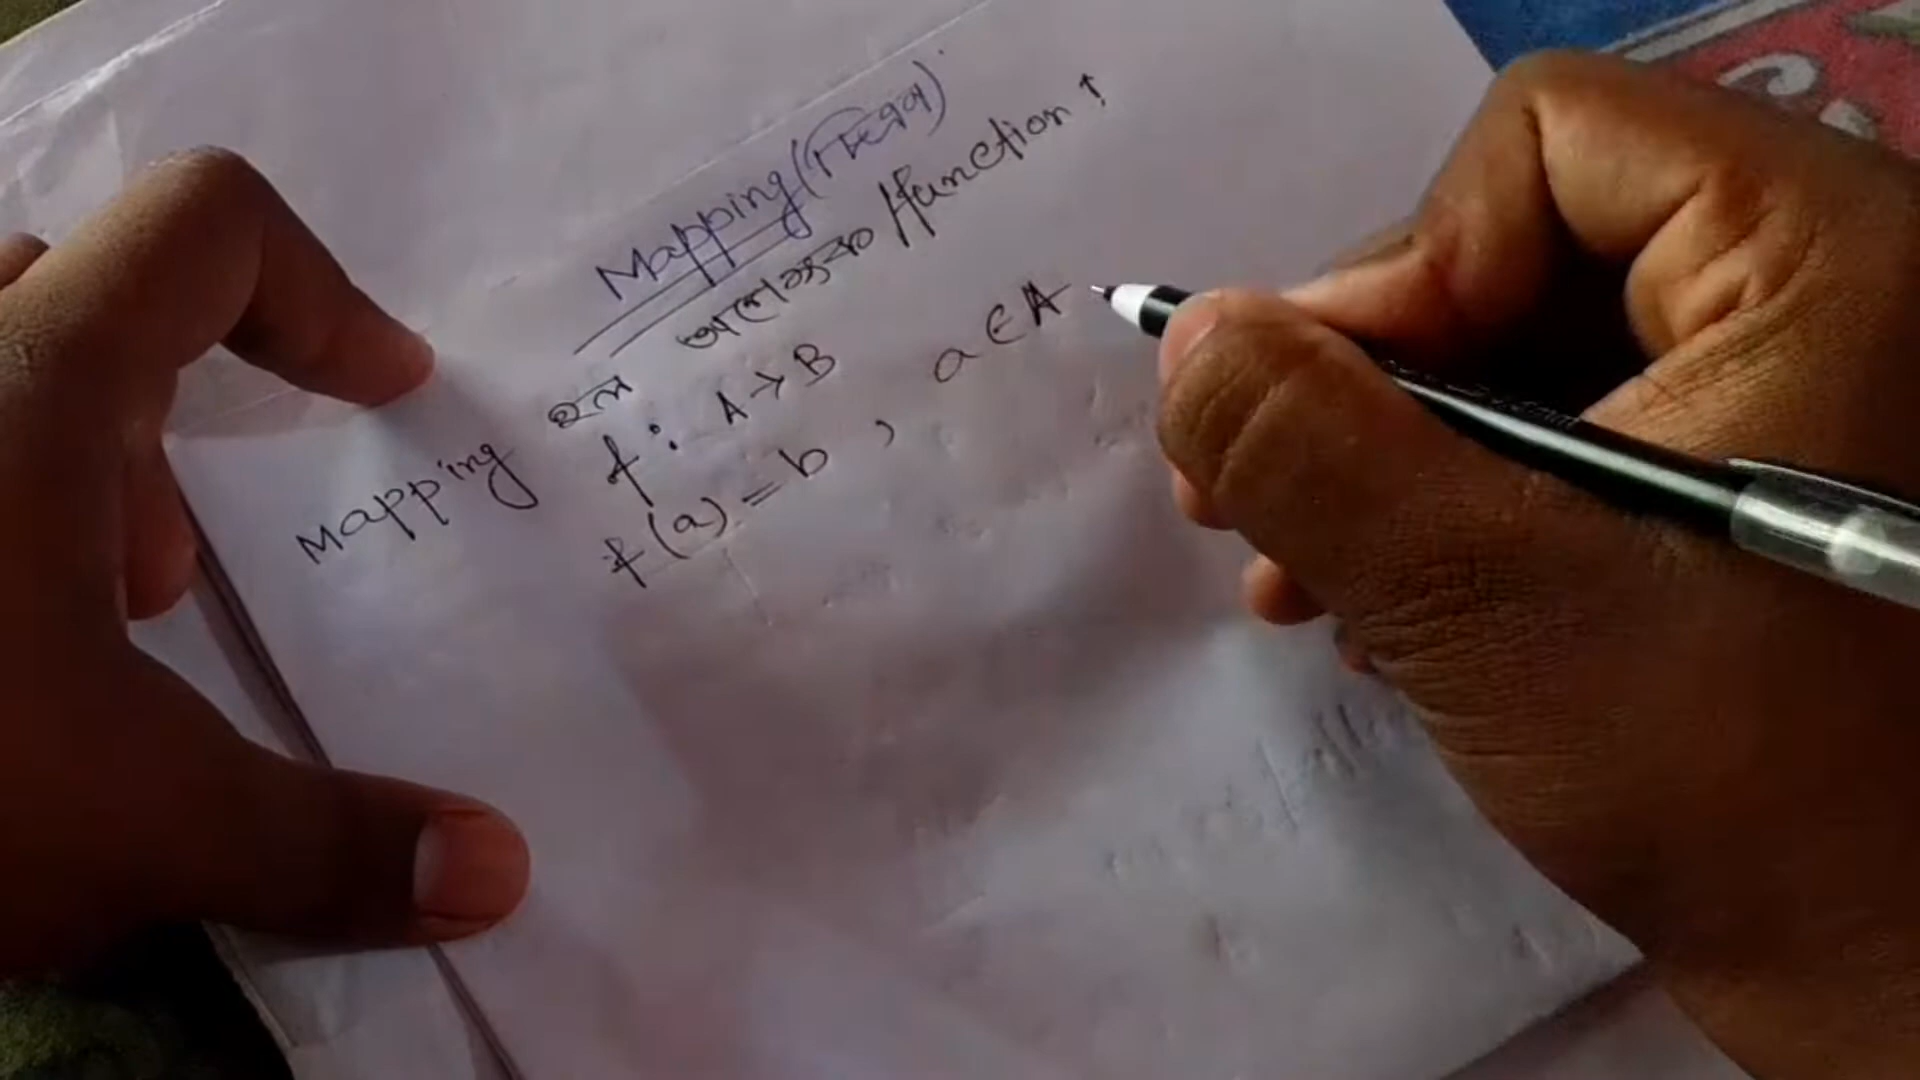 Mapping (চিত্রণ)
Mapping হল অপেক্ষক / function ।
f : A → B
f(a) = b , a ∈ A